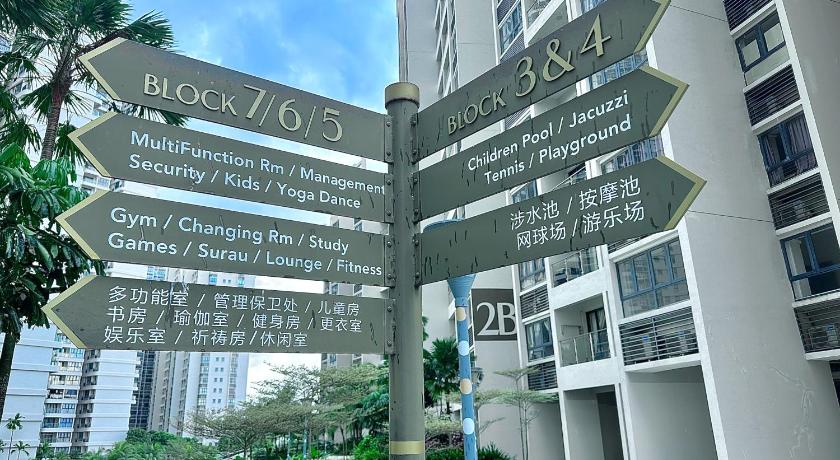 BLOCK 7/6/5
MultiFunction Rm / Management
Security / Kids / Yoga Dance
Gym / Changing Rm / Study
Games / Surau / Lounge / Fitness
多功能室 / 管理保卫处 / 儿童房
书房 / 瑜伽室 / 健身房 / 更衣室
娱乐室 / 祈祷房 /休闲室
BLOCK 3&4
Children Pool / Jacuzzi
Tennis / Playground
涉水池 / 按摩池
网球场 / 游乐场
2B